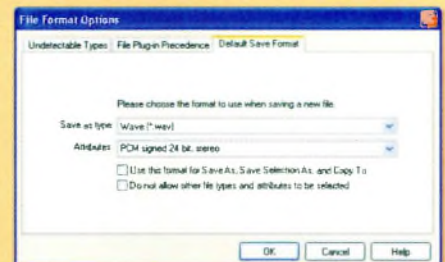 File Format Options
Undetectable Types File Plug-in Precedence Default Save Format
Please choose the format to use when saving a new file.
Save as type Wave (*.wav)
Attributes PCM signed 24 bit, stereo
Use this format for Save As, Save Selection As, and Copy To
Do not allow other file types and attributes to be selected
OK Cancel Help